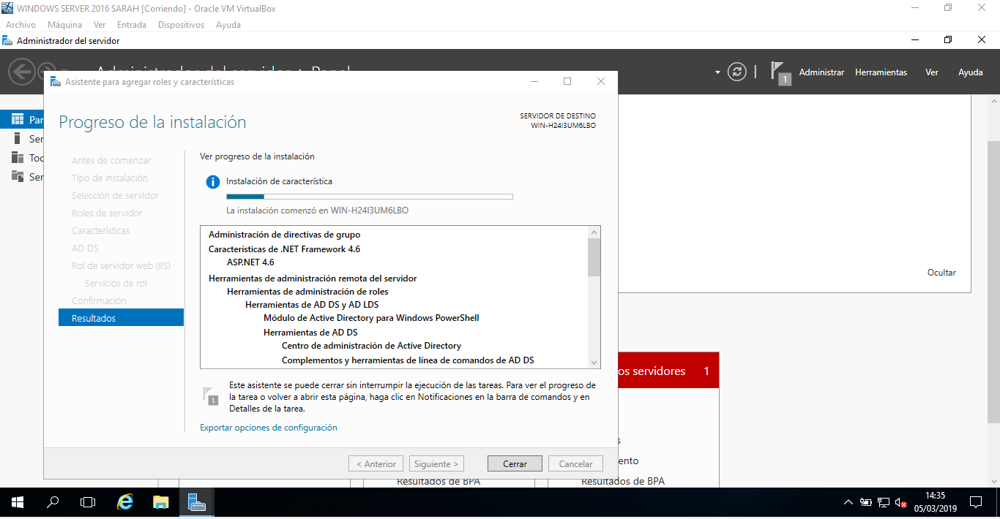 WINDOWS SERVER 2016 SARAH [Corriendo] - Oracle VM VirtualBox
Archivo Máquina Ver Entrada Dispositivos Ayuda
Administrador del servidor
1 Administrar Herramientas Ver Ayuda
Asistente para agregar roles y características
Progreso de la instalación
SERVIDOR DE DESTINO
WIN-H24I3UM6LBO
Antes de comenzar
Tipo de instalación
Selección de servidor
Roles de servidor
Características
AD DS
Rol de servidor web (IIS)
Servicios de rol
Confirmación
Resultados
Ver progreso de la instalación
Instalación de característica
La instalación comenzó en WIN-H24I3UM6LBO
Administración de directivas de grupo
Características de .NET Framework 4.6
ASP.NET 4.6
Herramientas de administración remota del servidor
Herramientas de administración de roles
Herramientas de AD DS y AD LDS
Módulo de Active Directory para Windows PowerShell
Herramientas de AD DS
Centro de administración de Active Directory
Complementos y herramientas de línea de comandos de AD DS
1
Este asistente se puede cerrar sin interrumpir la ejecución de las tareas. Para ver el progreso de
la tarea o volver a abrir esta página, haga clic en Notificaciones en la barra de comandos y en
Detalles de la tarea.
Exportar opciones de configuración
< Anterior Siguiente > Cerrar Cancelar
Par
Ser
Toc
Ser
Ocultar
os servidores 1
s
ento
Resultados de BPA Resultados de BPA
14:35
05/03/2019